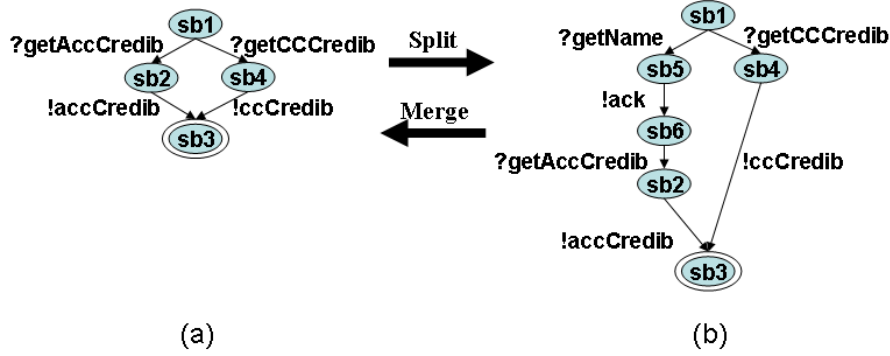 sb1
?getAccCredib
?getCCCredib
sb2
sb4
!accCredib
!ccCredib
sb3
(a)
Split
Merge
sb1
?getName
?getCCCredib
sb5
sb4
!ack
sb6
?getAccCredib
!ccCredib
sb2
!accCredib
sb3
(b)